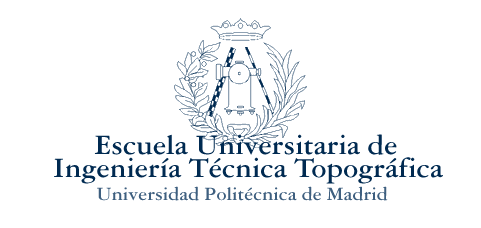 Escuela Universitaria de
Ingeniería Técnica Topográfica
Universidad Politécnica de Madrid